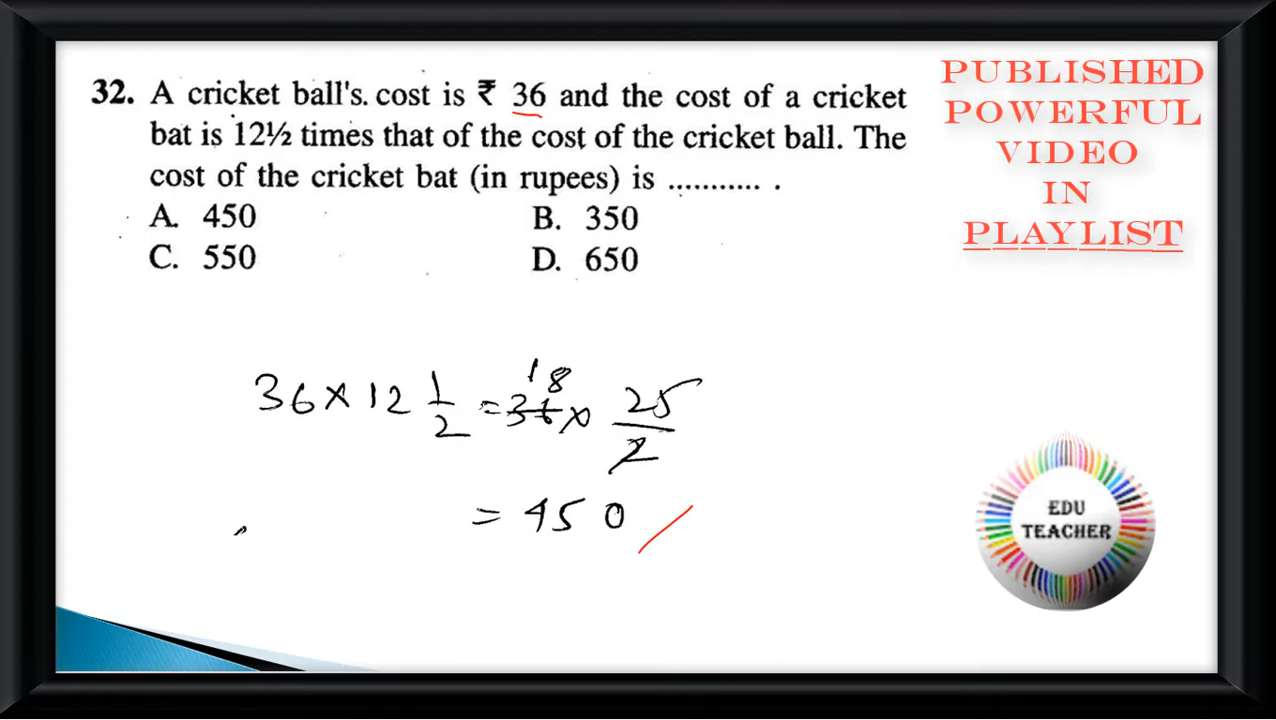 32. A cricket ball's. cost is ₹ 36 and the cost of a cricket
bat is 12½ times that of the cost of the cricket ball. The
cost of the cricket bat (in rupees) is ........... .
A. 450 B. 350
C. 550 D. 650
PUBLISHED
POWERFUL
VIDEO
IN
PLAYLIST
36 × 12 1/2 = 36 × 25/2
18
= 450
EDU
TEACHER